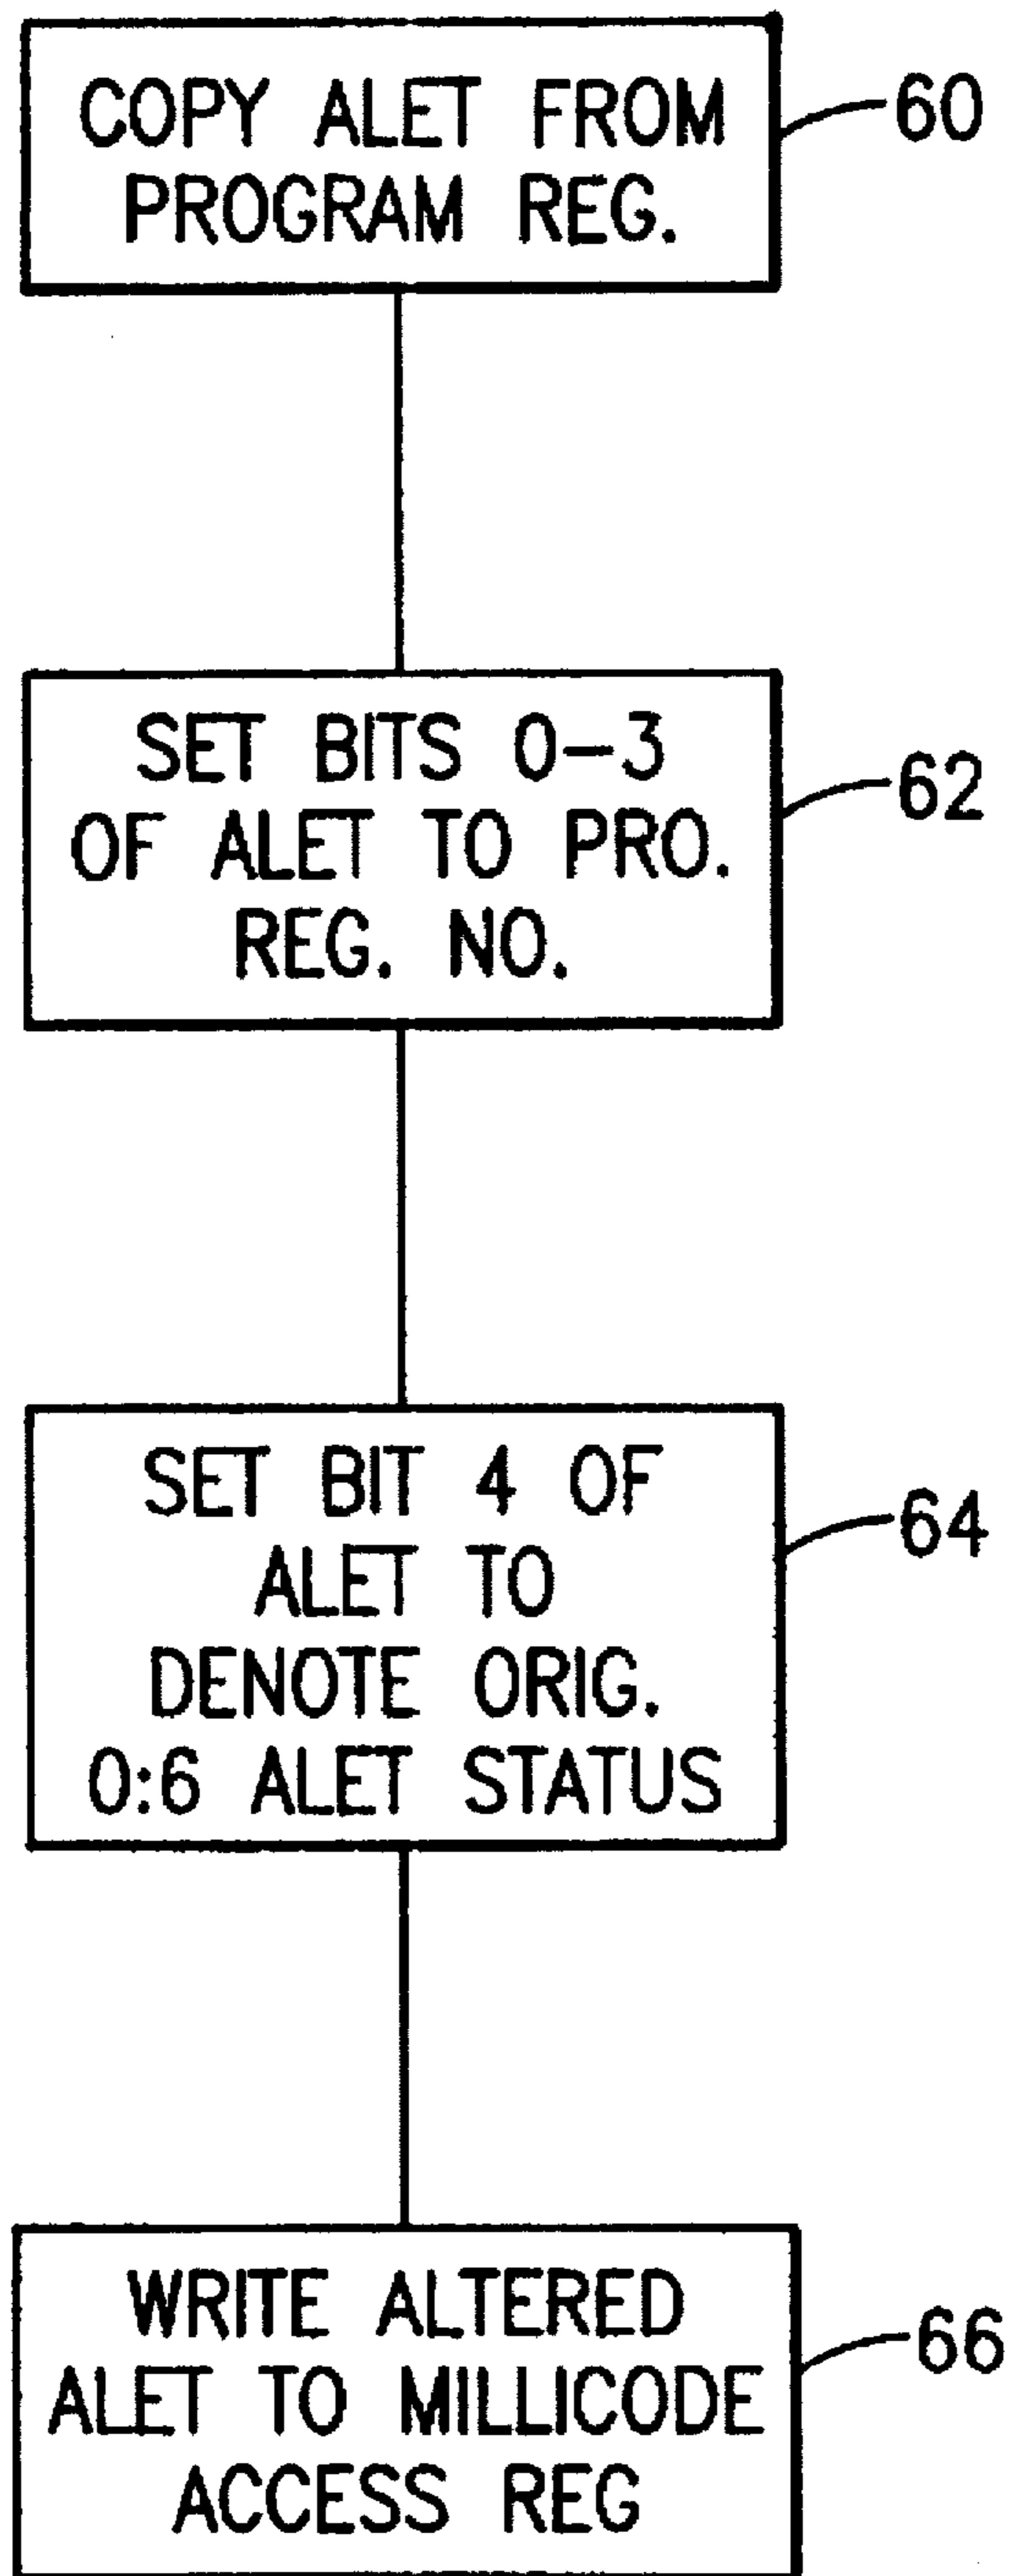 COPY ALET FROM
PROGRAM REG.
60
SET BITS 0-3
OF ALET TO PRO.
REG. NO.
62
SET BIT 4 OF
ALET TO
DENOTE ORIG.
0:6 ALET STATUS
64
WRITE ALTERED
ALET TO MILLICODE
ACCESS REG
66